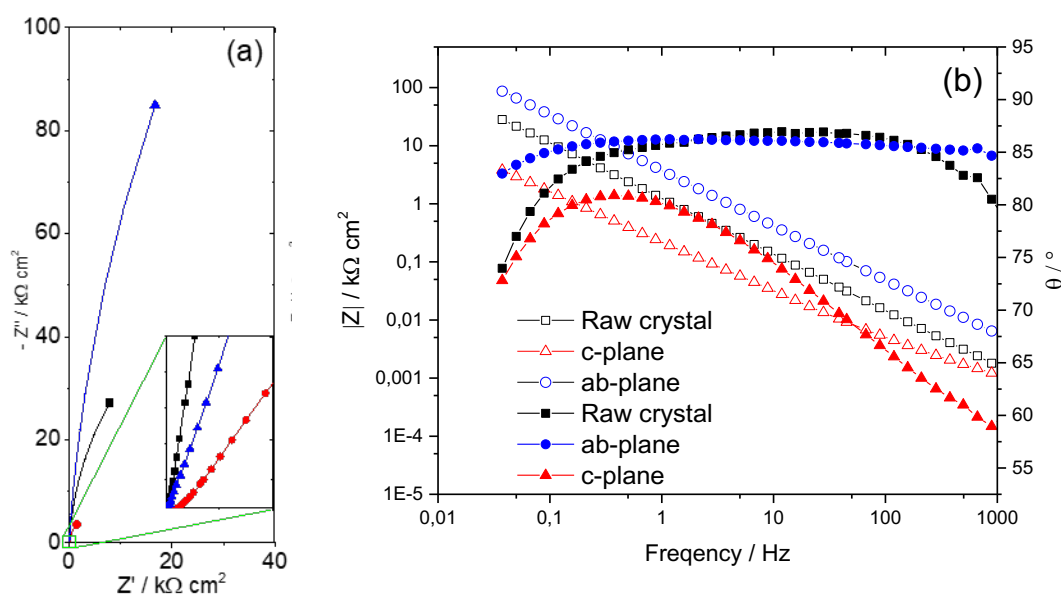 (a)
100
80
60
40
20
0
0
20
40
- Z'' / kΩ cm²
Z' / kΩ cm²
(b)
100
10
1
0,1
0,01
0,001
1E-4
1E-5
|Z| / kΩ cm²
0,01
0,1
1
10
100
1000
Freqency / Hz
95
90
85
80
75
70
65
60
55
θ / °
Raw crystal
c-plane
ab-plane
Raw crystal
ab-plane
c-plane